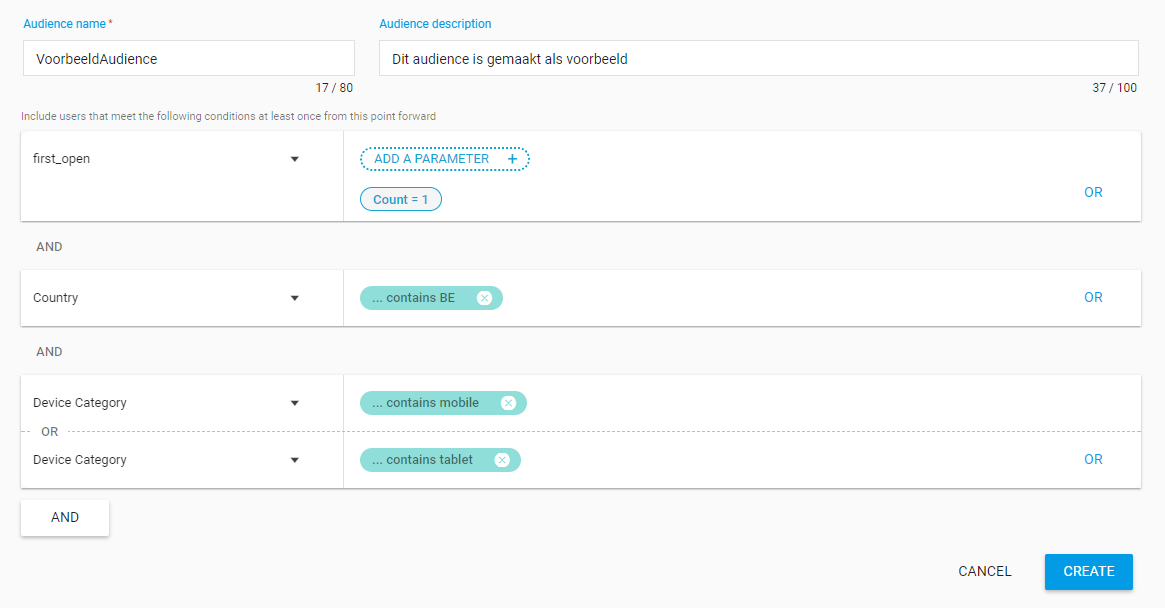 Audience name *
Audience description
VoorbeeldAudience
Dit audience is gemaakt als voorbeeld
17 / 80
37 / 100
Include users that meet the following conditions at least once from this point forward
first_open
ADD A PARAMETER +
Count = 1
OR
AND
Country
... contains BE
OR
AND
Device Category
... contains mobile
OR
Device Category
... contains tablet
OR
AND
CANCEL
CREATE